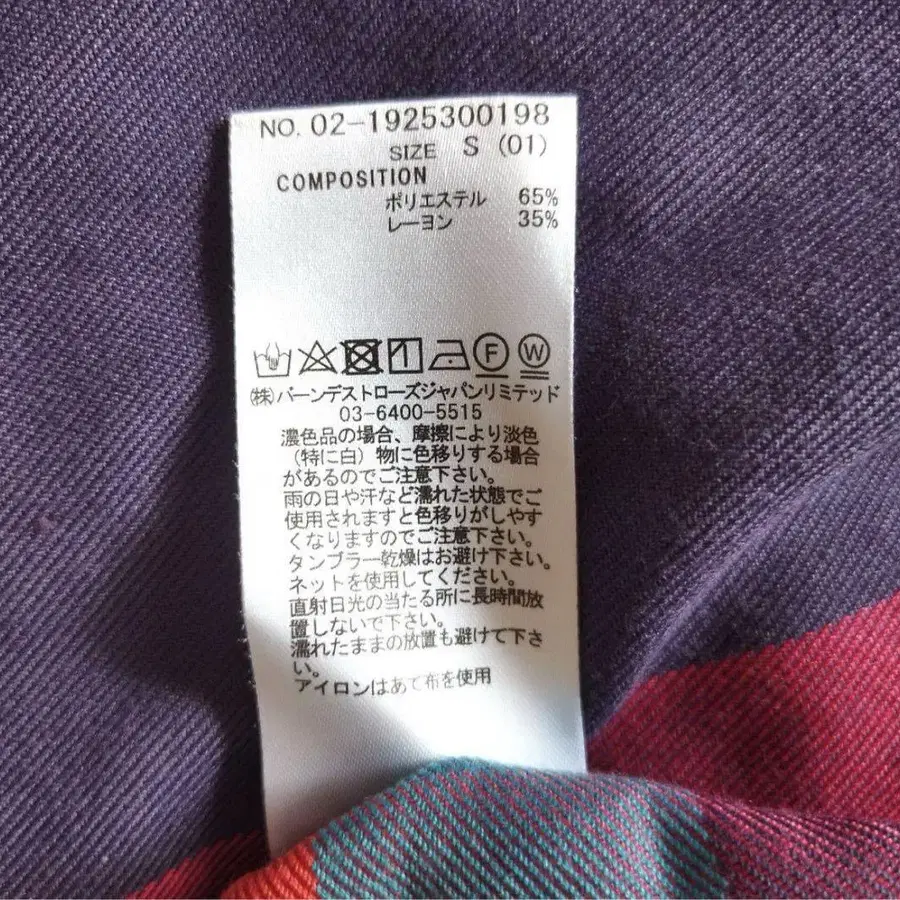 NO. 02-1925300198
SIZE S (01)
COMPOSITION
ポリエステル 65%
レーヨン 35%
F W
(株)バーンデストローズジャパンリミテッド
03-6400-5515
濃色品の場合、摩擦により淡色
(特に白)物に色移りする場合
があるのでご注意下さい。
雨の日や汗など濡れた状態でご
使用されますと色移りがしやす
くなりますのでご注意下さい。
タンブラー乾燥はお避け下さい。
ネットを使用してください。
直射日光の当たる所に長時間放
置しないで下さい。
濡れたままの放置も避けて下さ
い。
アイロンはあて布を使用